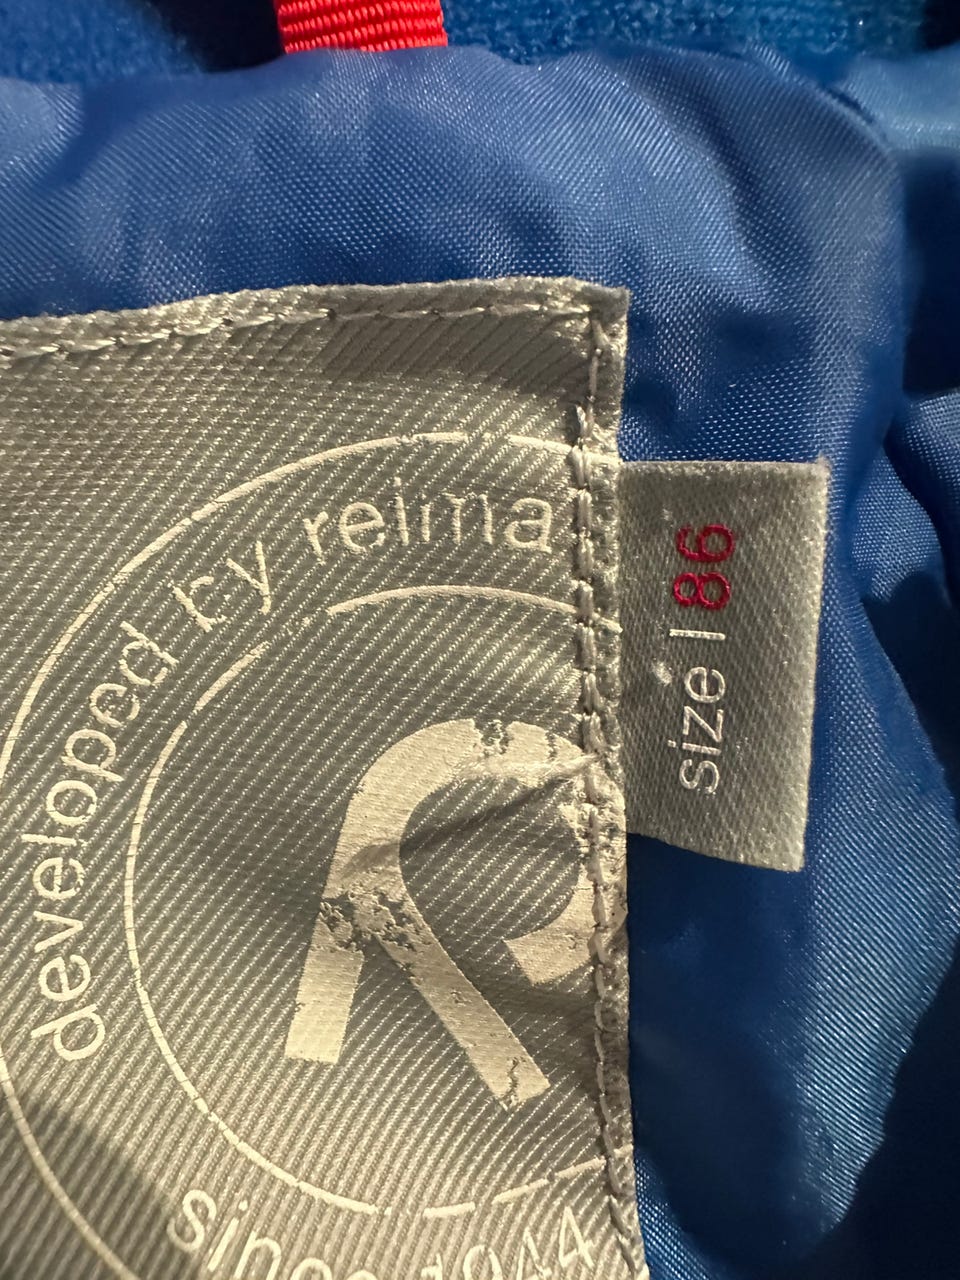 developed by reima
R
since 1944
size | 86